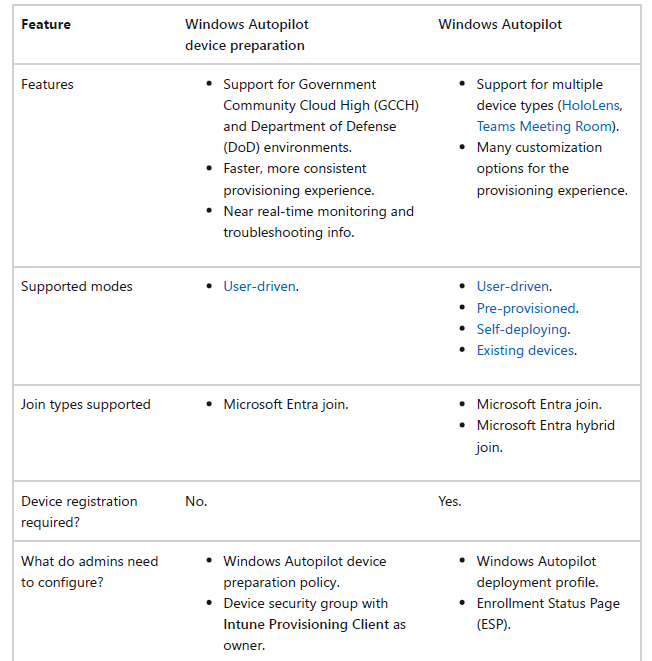 Feature
Windows Autopilot
device preparation
Windows Autopilot
Features
Support for Government
Community Cloud High (GCCH)
and Department of Defense
(DoD) environments.
Faster, more consistent
provisioning experience.
Near real-time monitoring and
troubleshooting info.
Support for multiple
device types (HoloLens,
Teams Meeting Room).
Many customization
options for the
provisioning experience.
Supported modes
User-driven.
User-driven.
Pre-provisioned.
Self-deploying.
Existing devices.
Join types supported
Microsoft Entra join.
Microsoft Entra join.
Microsoft Entra hybrid
join.
Device registration
required?
No.
Yes.
What do admins need
to configure?
Windows Autopilot device
preparation policy.
Device security group with
Intune Provisioning Client as
owner.
Windows Autopilot
deployment profile.
Enrollment Status Page
(ESP).